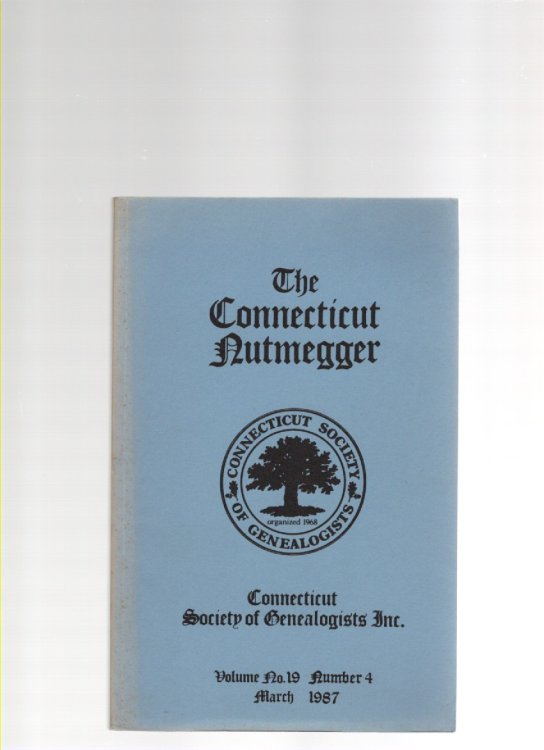 The
Connecticut
Nutmegger
CONNECTICUT SOCIETY
OF GENEALOGISTS
organized 1968
Connecticut
Society of Genealogists Inc.
Volume No.19 Number 4
March 1987